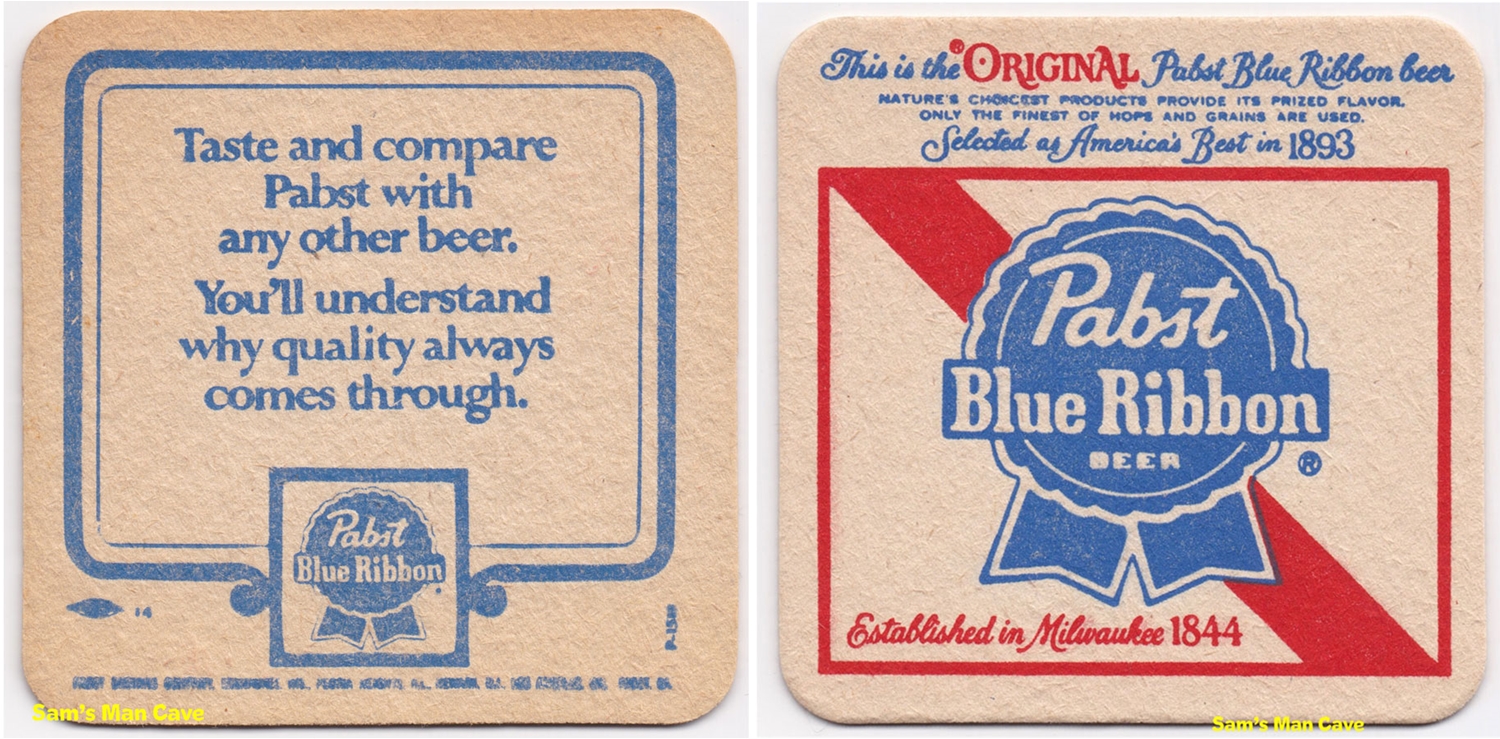 Taste and compare
Pabst with
any other beer.
You'll understand
why quality always
comes through.
Pabst
Blue Ribbon
14
Sam's Man Cave
This is the ®ORIGINAL Pabst Blue Ribbon beer
NATURE'S CHOICEST PRODUCTS PROVIDE ITS PRIZED FLAVOR.
ONLY THE FINEST OF HOPS AND GRAINS ARE USED.
Selected as America's Best in 1893
Pabst
Blue Ribbon
BEER ®
Established in Milwaukee 1844
Sam's Man Cave